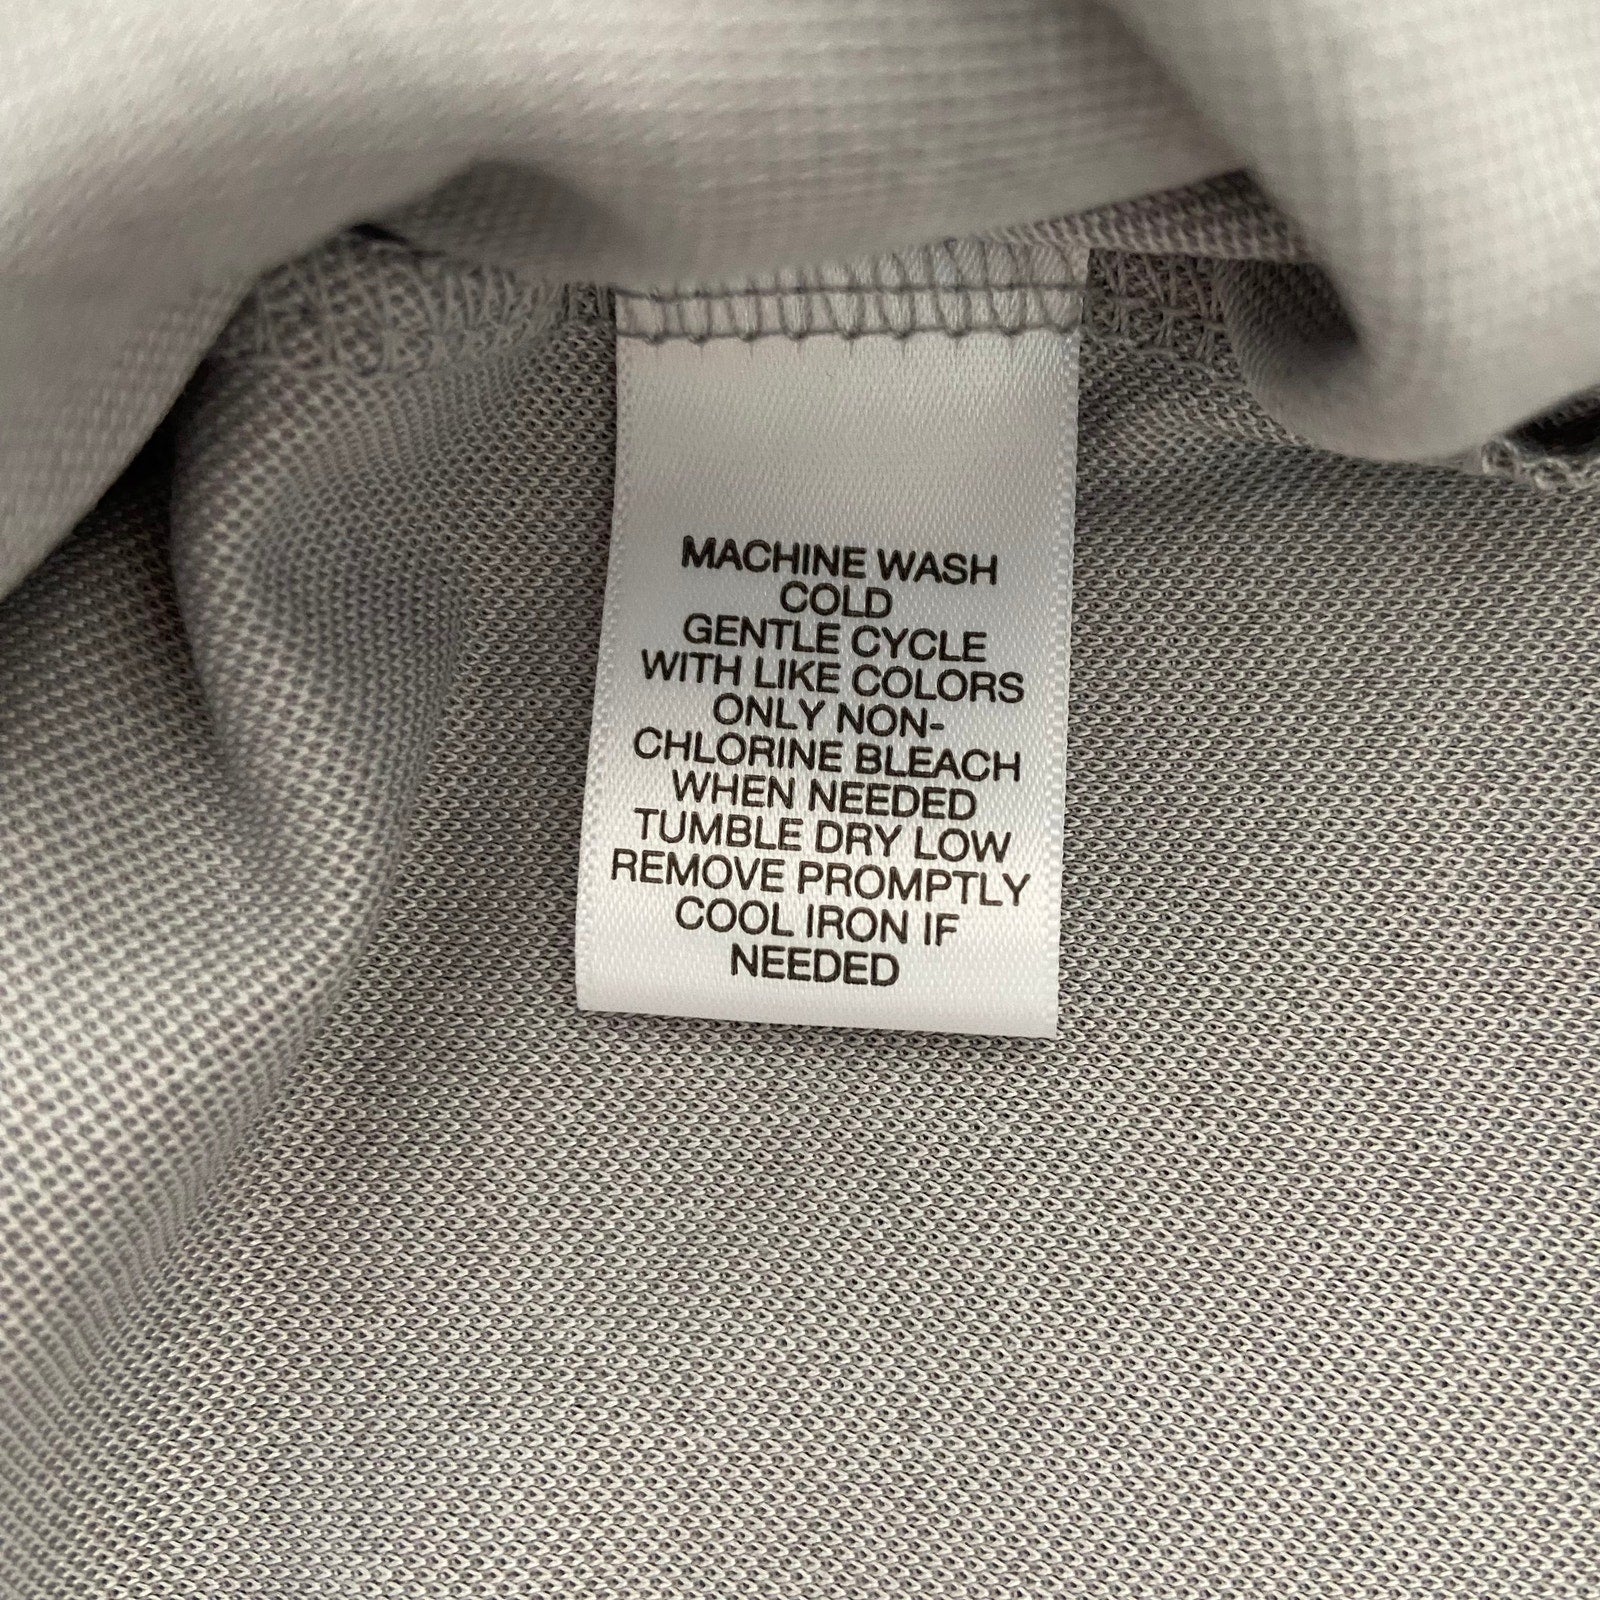 MACHINE WASH
COLD
GENTLE CYCLE
WITH LIKE COLORS
ONLY NON-
CHLORINE BLEACH
WHEN NEEDED
TUMBLE DRY LOW
REMOVE PROMPTLY
COOL IRON IF
NEEDED